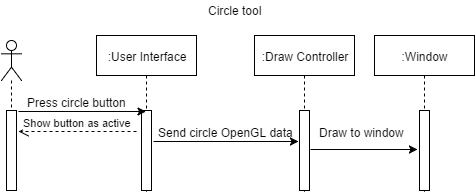 Circle tool
:User Interface
:Draw Controller
:Window
Press circle button
Show button as active
Send circle OpenGL data
Draw to window